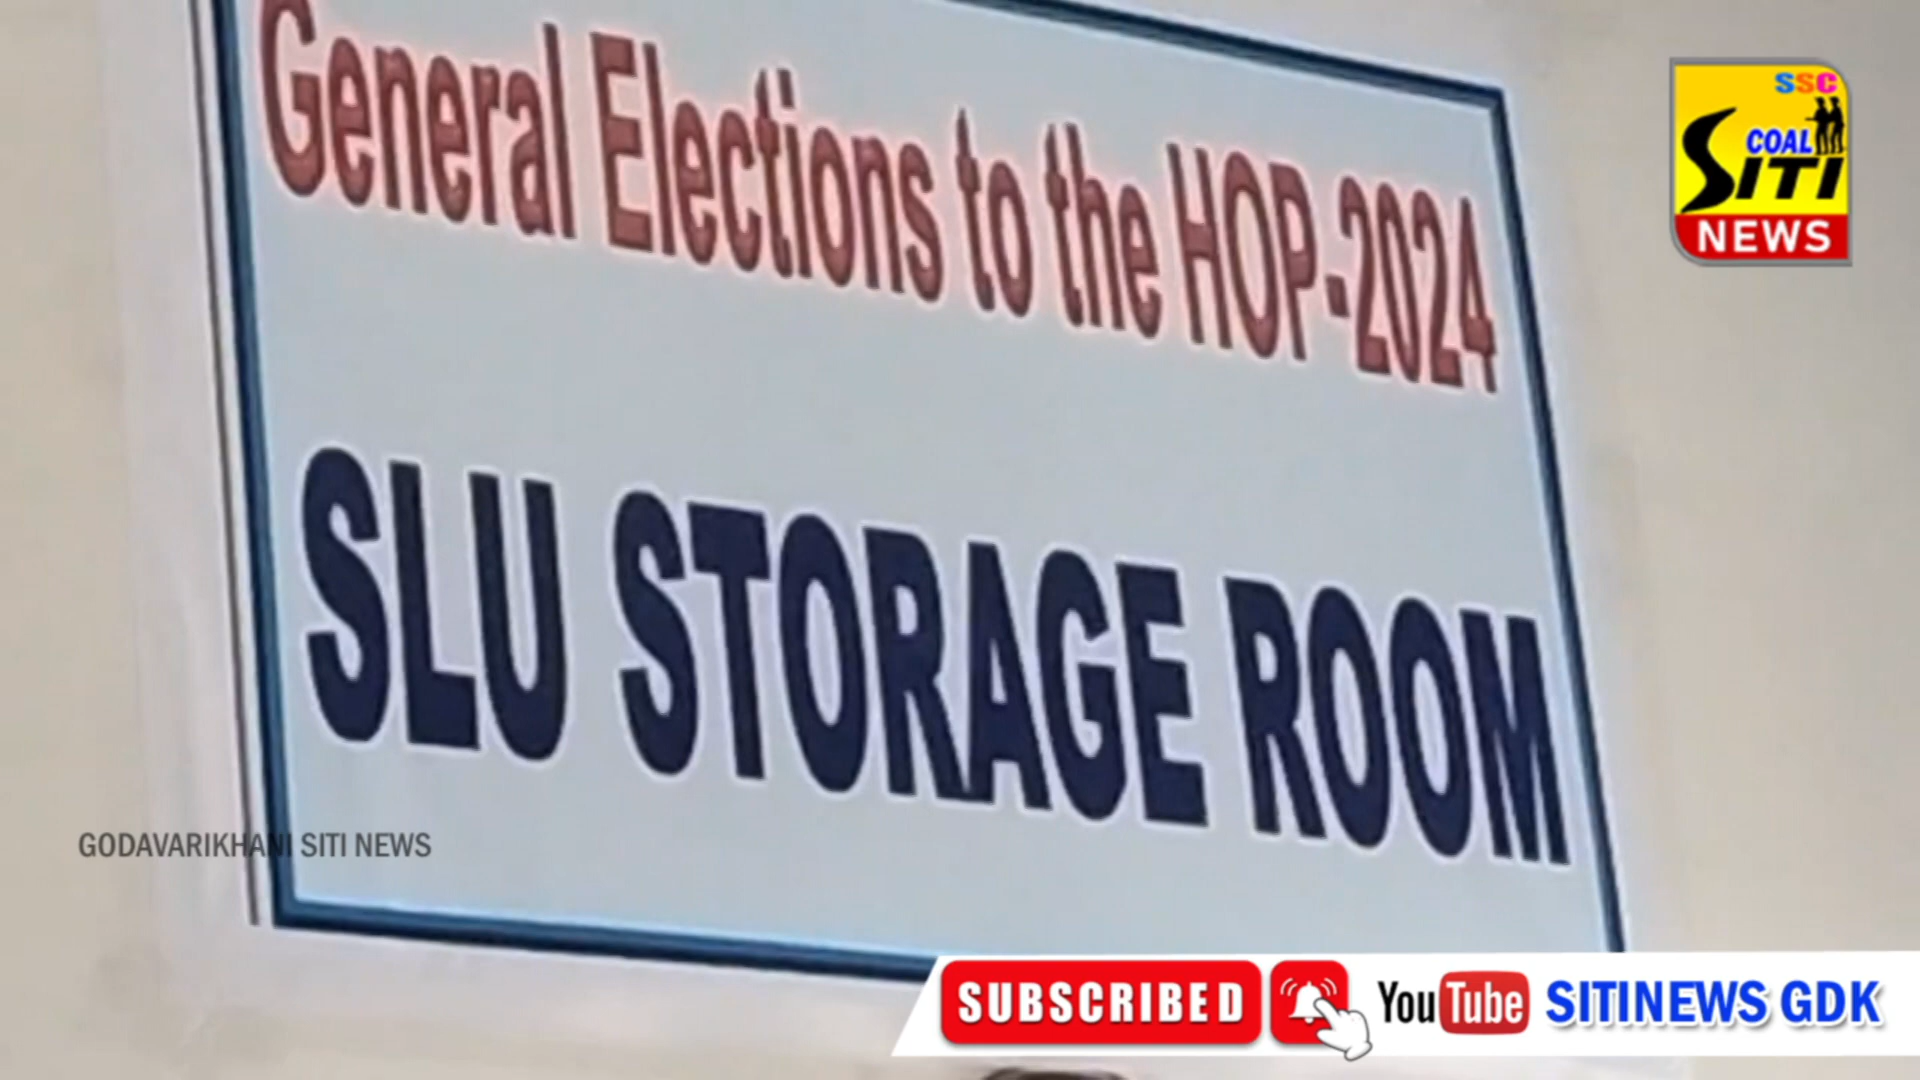 General Elections to the HOP-2024
SSC
COAL
SITI
NEWS
SLU STORAGE ROOM
GODAVARIKHANI SITI NEWS
SUBSCRIBED
YouTube SITINEWS GDK